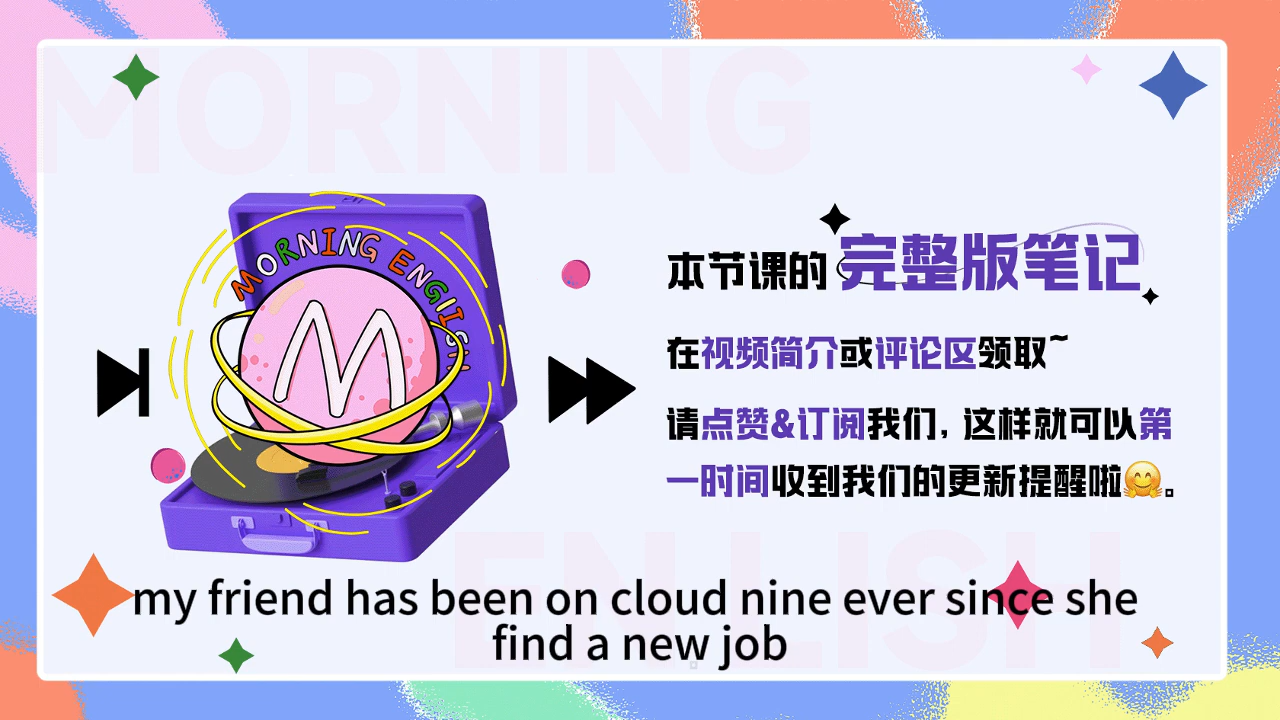 MORNING
MORNING ENGLISH
M
本节课的 完整版笔记
在视频简介或评论区领取~
请点赞&订阅我们，这样就可以第
一时间收到我们的更新提醒啦🤗。
ENLISH
my friend has been on cloud nine ever since she
find a new job